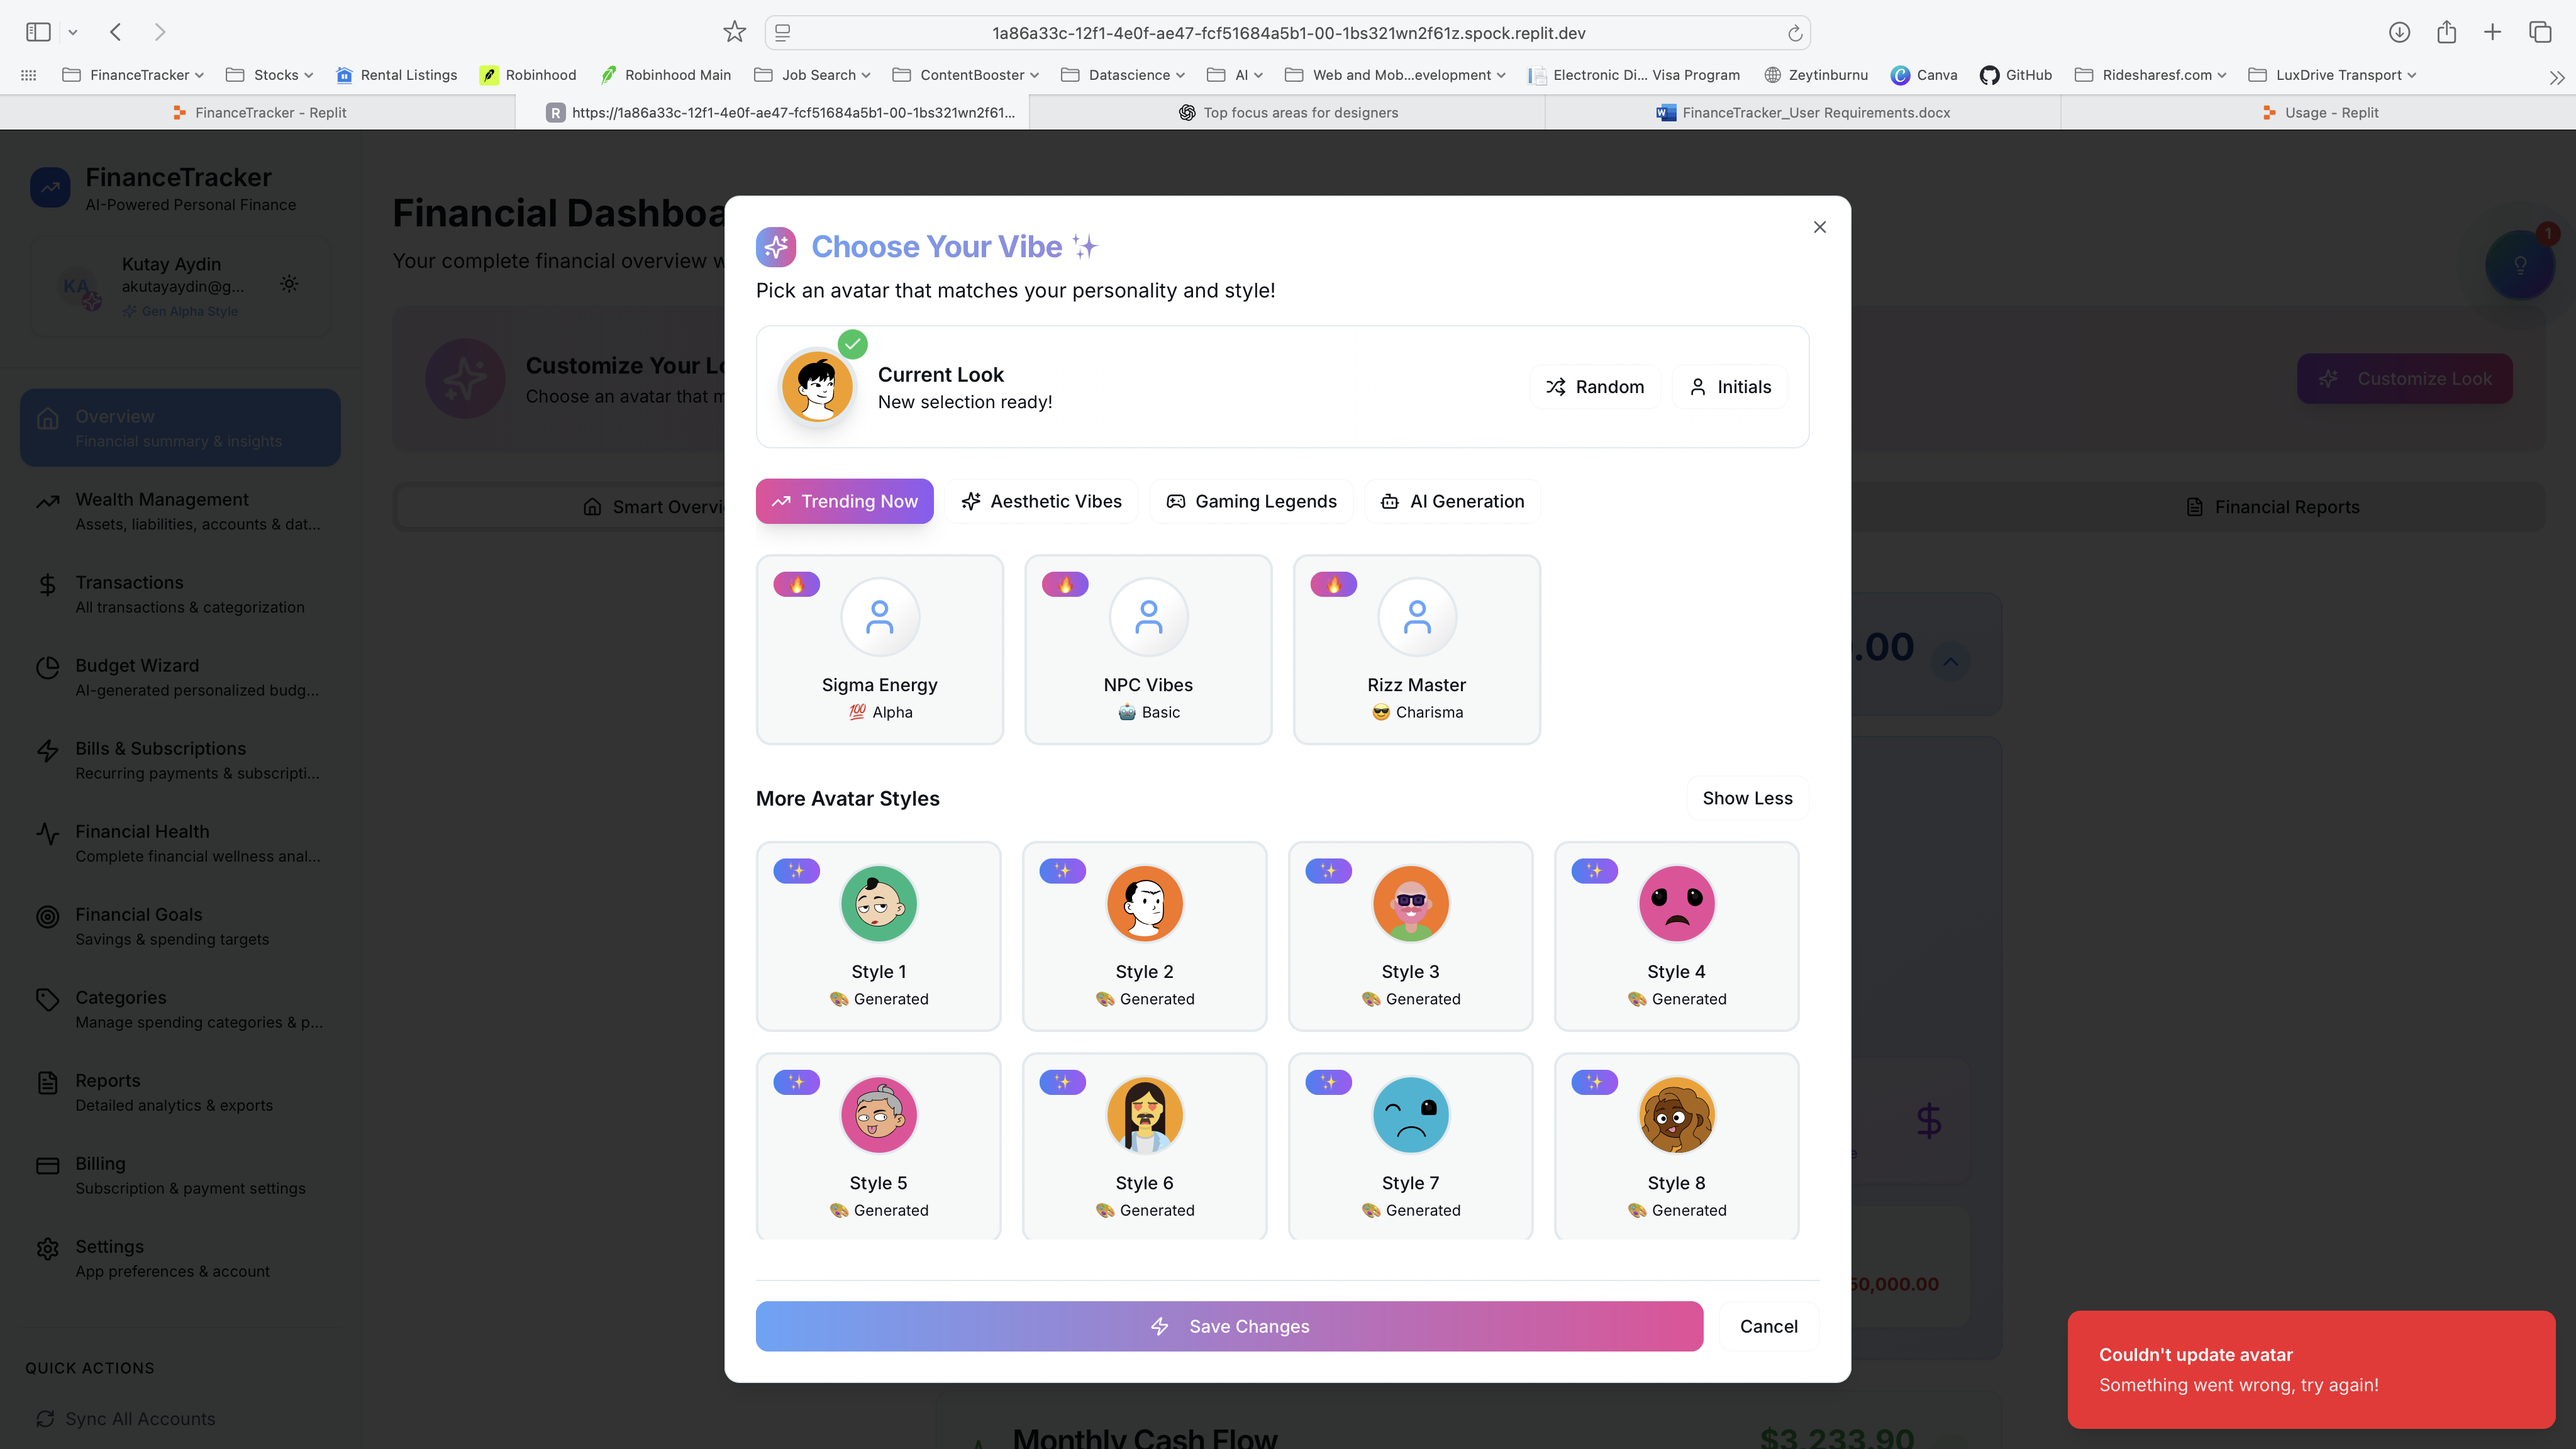 1a86a33c-12f1-4e0f-ae47-fcf51684a5b1-00-1bs321wn2f61z.spock.replit.dev
FinanceTracker
Stocks
Rental Listings
Robinhood
Robinhood Main
Job Search
ContentBooster
Datascience
AI
Web and Mob...evelopment
Electronic Di... Visa Program
Zeytinburnu
Canva
GitHub
Ridesharesf.com
LuxDrive Transport
FinanceTracker - Replit
R https://1a86a33c-12f1-4e0f-ae47-fcf51684a5b1-00-1bs321wn2f61...
Top focus areas for designers
FinanceTracker_User Requirements.docx
Usage - Replit
FinanceTracker
AI-Powered Personal Finance
KA
Kutay Aydin
akutayaydin@g...
Gen Alpha Style
Overview
Financial summary & insights
Wealth Management
Assets, liabilities, accounts & dat...
Transactions
All transactions & categorization
Budget Wizard
AI-generated personalized budg...
Bills & Subscriptions
Recurring payments & subscripti...
Financial Health
Complete financial wellness anal...
Financial Goals
Savings & spending targets
Categories
Manage spending categories & p...
Reports
Detailed analytics & exports
Billing
Subscription & payment settings
Settings
App preferences & account
QUICK ACTIONS
Sync All Accounts
Financial Dashboa
Your complete financial overview w
Customize Your Lo
Choose an avatar that m
Customize Look
1
Smart Overvi
Financial Reports
.00
$
50,000.00
Monthly Cash Flow
$3,233.90
Choose Your Vibe ✨
Pick an avatar that matches your personality and style!
Current Look
New selection ready!
Random
Initials
Trending Now
Aesthetic Vibes
Gaming Legends
AI Generation
Sigma Energy
💯 Alpha
NPC Vibes
🤖 Basic
Rizz Master
😎 Charisma
More Avatar Styles
Show Less
Style 1
🎨 Generated
Style 2
🎨 Generated
Style 3
🎨 Generated
Style 4
🎨 Generated
Style 5
🎨 Generated
Style 6
🎨 Generated
Style 7
🎨 Generated
Style 8
🎨 Generated
Save Changes
Cancel
Couldn't update avatar
Something went wrong, try again!